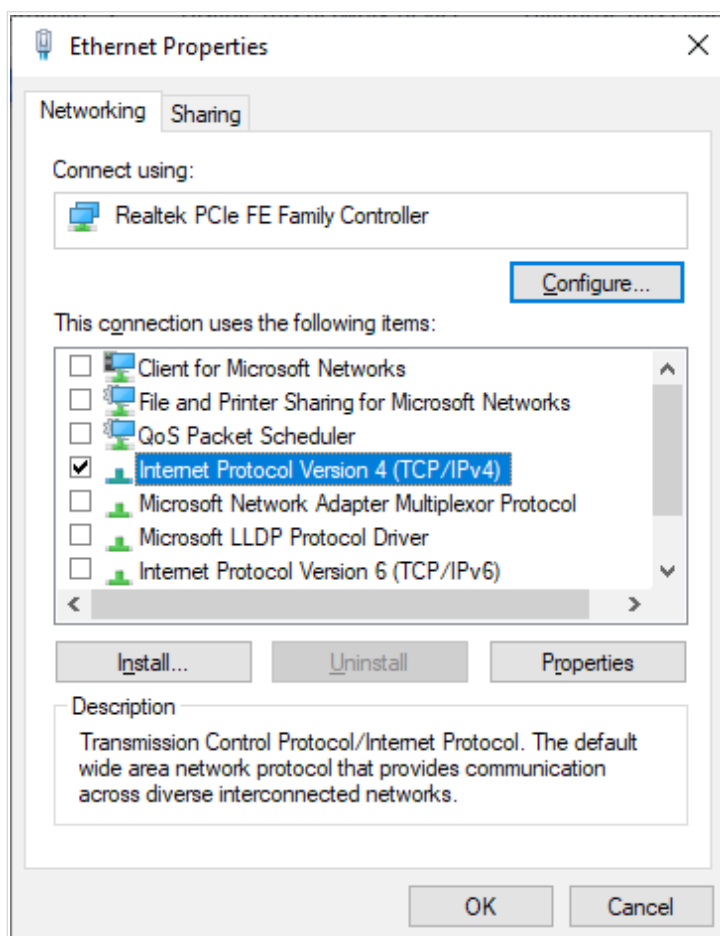 Ethernet Properties
Networking
Sharing
Connect using:
Realtek PCIe FE Family Controller
Configure...
This connection uses the following items:
Client for Microsoft Networks
File and Printer Sharing for Microsoft Networks
QoS Packet Scheduler
Internet Protocol Version 4 (TCP/IPv4)
Microsoft Network Adapter Multiplexor Protocol
Microsoft LLDP Protocol Driver
Internet Protocol Version 6 (TCP/IPv6)
Install...
Uninstall
Properties
Description
Transmission Control Protocol/Internet Protocol. The default
wide area network protocol that provides communication
across diverse interconnected networks.
OK
Cancel